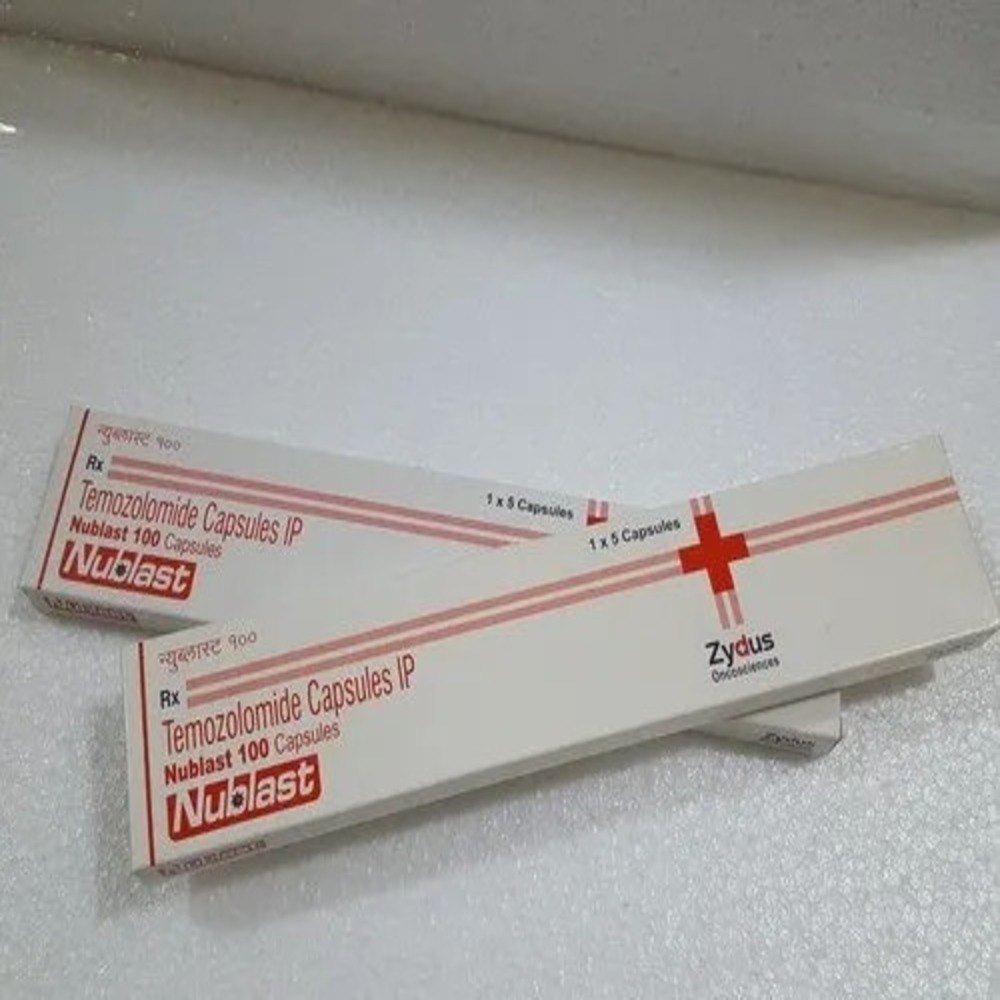 न्युब्लास्ट १००
Rx
Temozolomide Capsules IP
Nublast 100 Capsules
Nublast
1 x 5 Capsules
न्युब्लास्ट १००
Rx
Temozolomide Capsules IP
Nublast 100 Capsules
Nublast
1 x 5 Capsules
Zydus
Oncosciences
Zydus